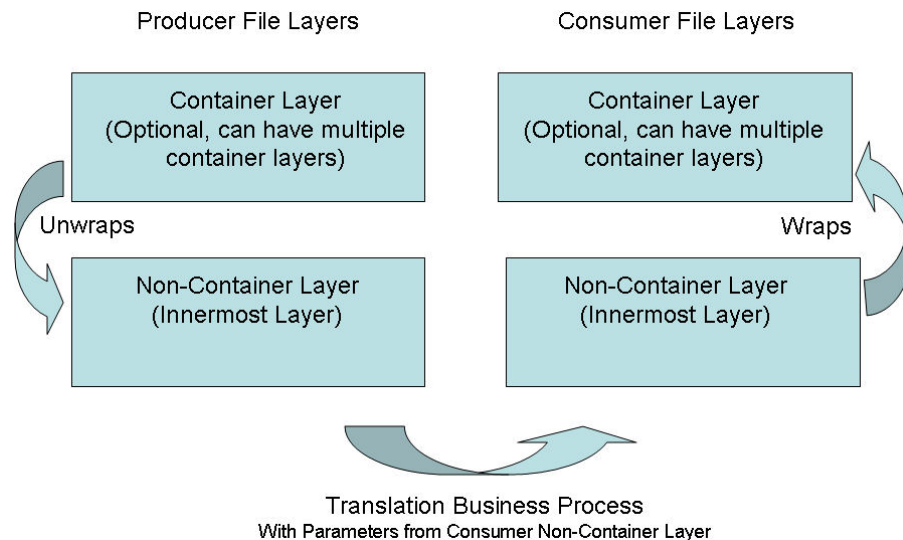 Producer File Layers
Consumer File Layers
Container Layer
(Optional, can have multiple
container layers)
Container Layer
(Optional, can have multiple
container layers)
Unwraps
Wraps
Non-Container Layer
(Innermost Layer)
Non-Container Layer
(Innermost Layer)
Translation Business Process
With Parameters from Consumer Non-Container Layer